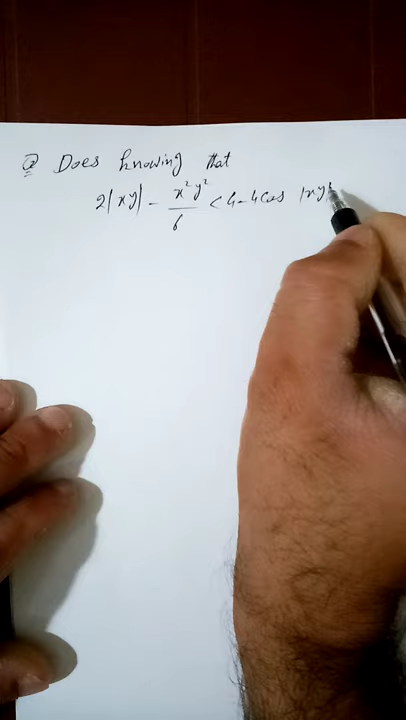 Q Does knowing that
2|xy| - x²y²/6 < 4-4cos |xy|